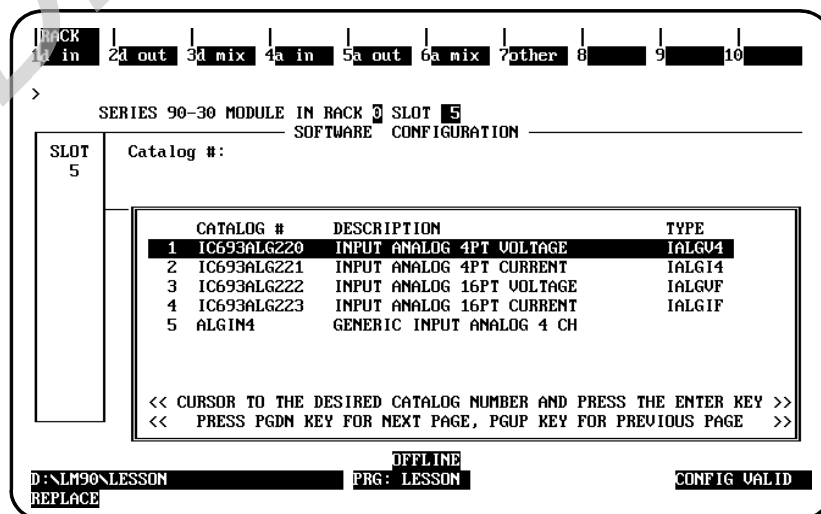 RACK
1d in 2d out 3d mix 4a in 5a out 6a mix 7other 8 9 10
>
SERIES 90-30 MODULE IN RACK 0 SLOT 5
SOFTWARE CONFIGURATION
SLOT Catalog #:
5
CATALOG # DESCRIPTION TYPE
1 IC693ALG220 INPUT ANALOG 4PT VOLTAGE IALGV4
2 IC693ALG221 INPUT ANALOG 4PT CURRENT IALGI4
3 IC693ALG222 INPUT ANALOG 16PT VOLTAGE IALGVF
4 IC693ALG223 INPUT ANALOG 16PT CURRENT IALGIF
5 ALGIN4 GENERIC INPUT ANALOG 4 CH
<< CURSOR TO THE DESIRED CATALOG NUMBER AND PRESS THE ENTER KEY >>
<< PRESS PGDN KEY FOR NEXT PAGE, PGUP KEY FOR PREVIOUS PAGE >>
OFFLINE
D:\LM90\LESSON PRG: LESSON CONFIG VALID
REPLACE